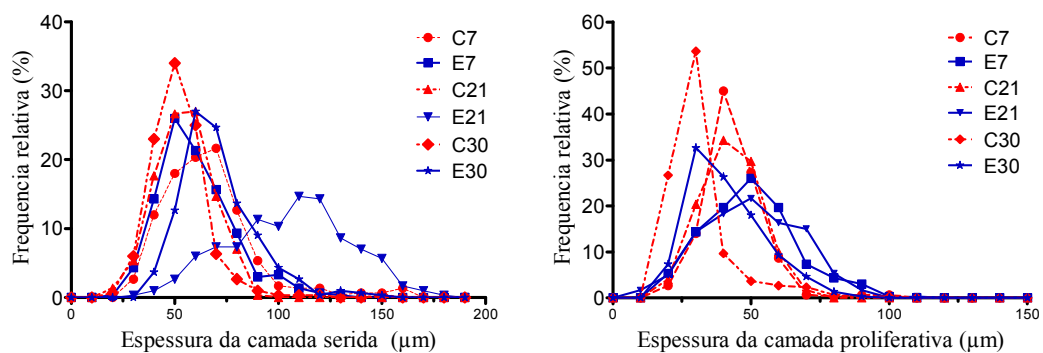 40
30
20
10
0
Frequencia relativa (%)
0 50 100 150 200
Espessura da camada serida (µm)
C7
E7
C21
E21
C30
E30
60
50
40
30
20
10
0
Frequencia relativa (%)
0 50 100 150
Espessura da camada proliferativa (µm)
C7
E7
C21
E21
C30
E30